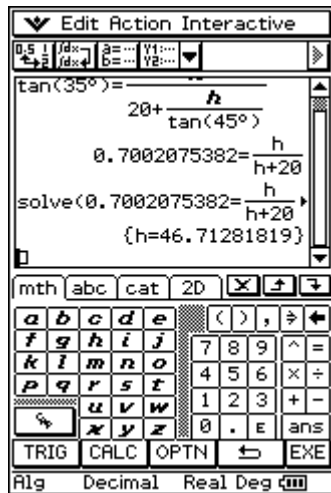 Edit Action Interactive
tan(35°)=
20+ h
tan(45°)
0.7002075382= h
h+20
solve(0.7002075382= h
h+20
{h=46.71281819}
mth abc cat 2D
a b c d e ( ) , ⇒ ←
f g h i j 7 8 9 ^ =
k l m n o 4 5 6 × ÷
p q r s t 1 2 3 + −
u v w 0 . E ans
x y z
TRIG CALC OPTN EXE
Alg Decimal Real Deg